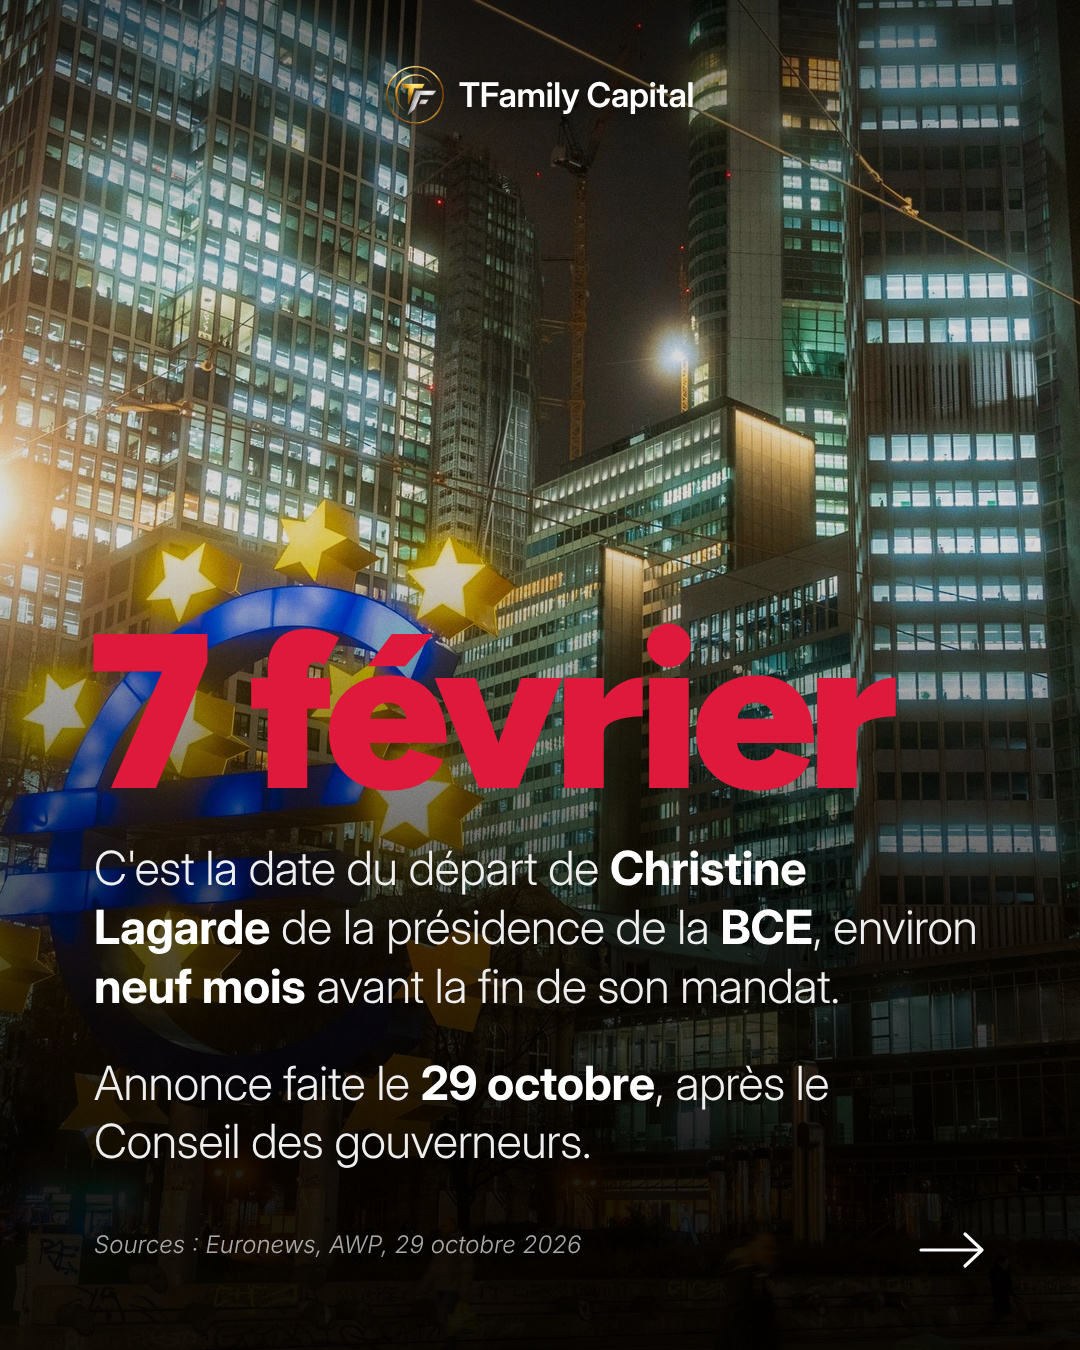 TFamily Capital
7 février
C'est la date du départ de Christine
Lagarde de la présidence de la BCE, environ
neuf mois avant la fin de son mandat.
Annonce faite le 29 octobre, après le
Conseil des gouverneurs.
Sources : Euronews, AWP, 29 octobre 2026